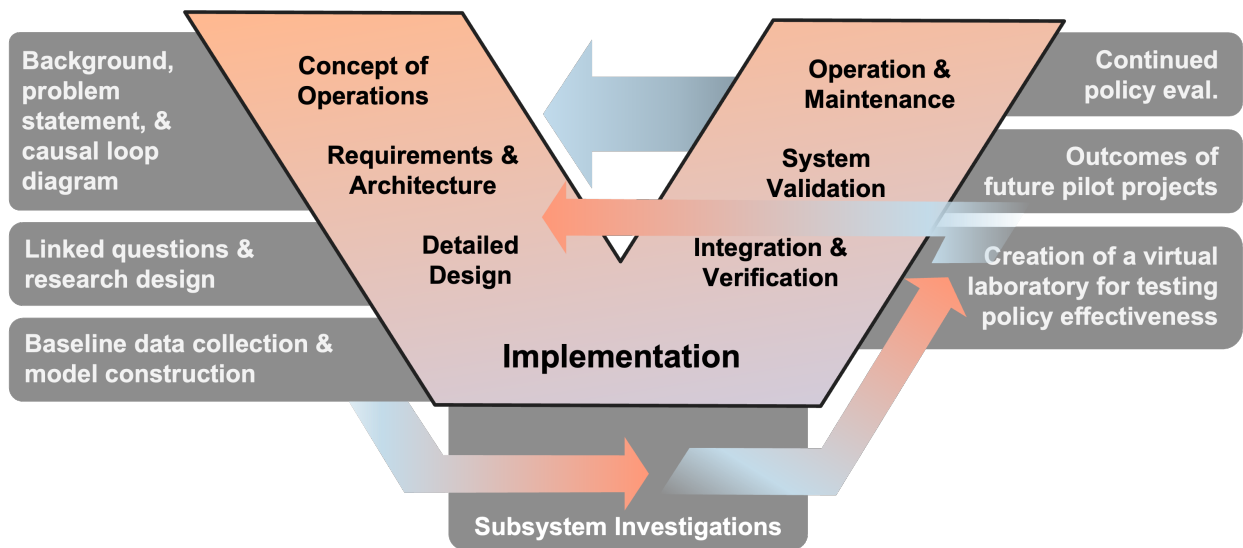 Background,
problem
statement, &
causal loop
diagram
Linked questions &
research design
Baseline data collection &
model construction
Concept of
Operations
Requirements &
Architecture
Detailed
Design
Implementation
Subsystem Investigations
Operation &
Maintenance
System
Validation
Integration &
Verification
Continued
policy eval.
Outcomes of
future pilot projects
Creation of a virtual
laboratory for testing
policy effectiveness